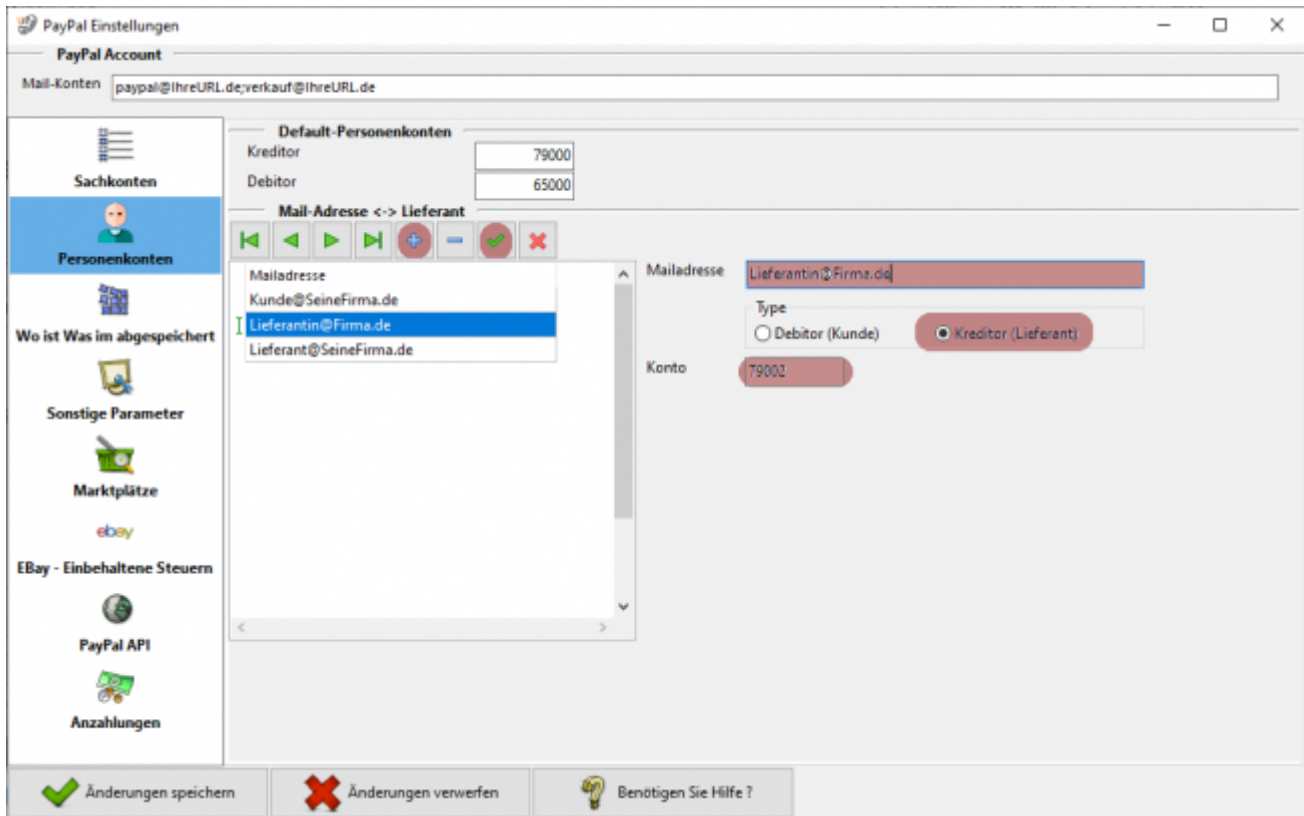 PayPal Einstellungen
PayPal Account
Mail-Konten paypal@IhreURL.de;verkauf@IhreURL.de
Sachkonten
Personenkonten
Wo ist Was im abgespeichert
Sonstige Parameter
Marktplätze
ebay
EBay - Einbehaltene Steuern
PayPal API
Anzahlungen
Default-Personenkonten
Kreditor 79000
Debitor 65000
Mail-Adresse <-> Lieferant
Mailadresse
Kunde@SeineFirma.de
Lieferantin@Firma.de
Lieferant@SeineFirma.de
Mailadresse Lieferantin@Firma.de
Type
Debitor (Kunde) Kreditor (Lieferant)
Konto 79002
Änderungen speichern Änderungen verwerfen Benötigen Sie Hilfe ?